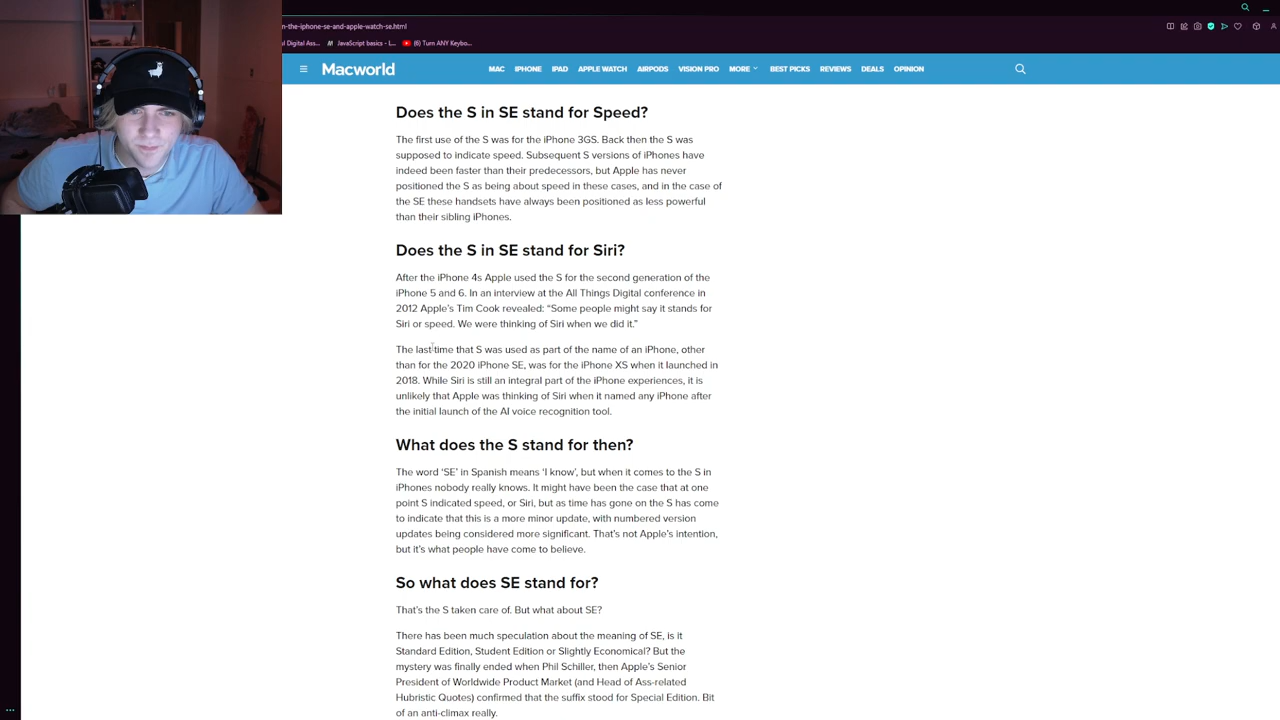 n-the-iphone-se-and-apple-watch-se.html
al Digital Ass...
JavaScript basics - L...
(6) Turn ANY Keybo...
Macworld
MAC
IPHONE
IPAD
APPLE WATCH
AIRPODS
VISION PRO
MORE
BEST PICKS
REVIEWS
DEALS
OPINION
Does the S in SE stand for Speed?
The first use of the S was for the iPhone 3GS. Back then the S was
supposed to indicate speed. Subsequent S versions of iPhones have
indeed been faster than their predecessors, but Apple has never
positioned the S as being about speed in these cases, and in the case of
the SE these handsets have always been positioned as less powerful
than their sibling iPhones.
Does the S in SE stand for Siri?
After the iPhone 4s Apple used the S for the second generation of the
iPhone 5 and 6. In an interview at the All Things Digital conference in
2012 Apple's Tim Cook revealed: “Some people might say it stands for
Siri or speed. We were thinking of Siri when we did it.”
The last time that S was used as part of the name of an iPhone, other
than for the 2020 iPhone SE, was for the iPhone XS when it launched in
2018. While Siri is still an integral part of the iPhone experiences, it is
unlikely that Apple was thinking of Siri when it named any iPhone after
the initial launch of the AI voice recognition tool.
What does the S stand for then?
The word ‘SE’ in Spanish means ‘I know’, but when it comes to the S in
iPhones nobody really knows. It might have been the case that at one
point S indicated speed, or Siri, but as time has gone on the S has come
to indicate that this is a more minor update, with numbered version
updates being considered more significant. That’s not Apple’s intention,
but it’s what people have come to believe.
So what does SE stand for?
That’s the S taken care of. But what about SE?
There has been much speculation about the meaning of SE, is it
Standard Edition, Student Edition or Slightly Economical? But the
mystery was finally ended when Phil Schiller, then Apple’s Senior
President of Worldwide Product Market (and Head of Ass-related
Hubristic Quotes) confirmed that the suffix stood for Special Edition. Bit
of an anti-climax really.